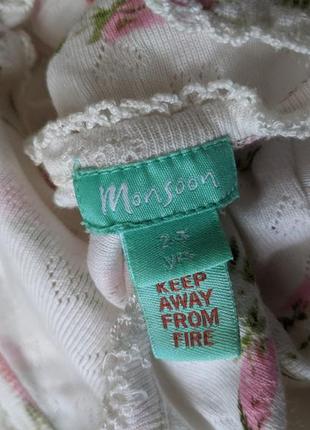 Monsoon
2-3
yrs
KEEP
AWAY
FROM
FIRE